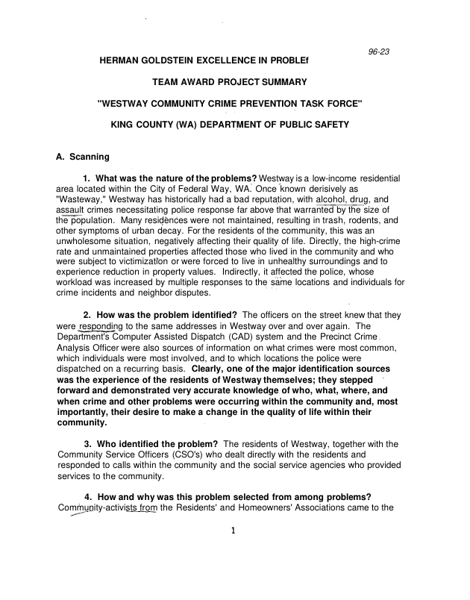 96-23
HERMAN GOLDSTEIN EXCELLENCE IN PROBLEM
TEAM AWARD PROJECT SUMMARY
"WESTWAY COMMUNITY CRIME PREVENTION TASK FORCE"
KING COUNTY (WA) DEPARTMENT OF PUBLIC SAFETY
A. Scanning
1. What was the nature of the problems? Westway is a low-income residential
area located within the City of Federal Way, WA. Once known derisively as
"Wasteway," Westway has historically had a bad reputation, with alcohol, drug, and
assault crimes necessitating police response far above that warranted by the size of
the population. Many residences were not maintained, resulting in trash, rodents, and
other symptoms of urban decay. For the residents of the community, this was an
unwholesome situation, negatively affecting their quality of life. Directly, the high-crime
rate and unmaintained properties affected those who lived in the community and who
were subject to victimization or were forced to live in unhealthy surroundings and to
experience reduction in property values. Indirectly, it affected the police, whose
workload was increased by multiple responses to the same locations and individuals for
crime incidents and neighbor disputes.
2. How was the problem identified? The officers on the street knew that they
were responding to the same addresses in Westway over and over again. The
Department's Computer Assisted Dispatch (CAD) system and the Precinct Crime
Analysis Officer were also sources of information on what crimes were most common,
which individuals were most involved, and to which locations the police were
dispatched on a recurring basis. Clearly, one of the major identification sources
was the experience of the residents of Westway themselves; they stepped
forward and demonstrated very accurate knowledge of who, what, where, and
when crime and other problems were occurring within the community and, most
importantly, their desire to make a change in the quality of life within their
community.
3. Who identified the problem? The residents of Westway, together with the
Community Service Officers (CSO's) who dealt directly with the residents and
responded to calls within the community and the social service agencies who provided
services to the community.
4. How and why was this problem selected from among problems?
Community-activists from the Residents' and Homeowners' Associations came to the
1